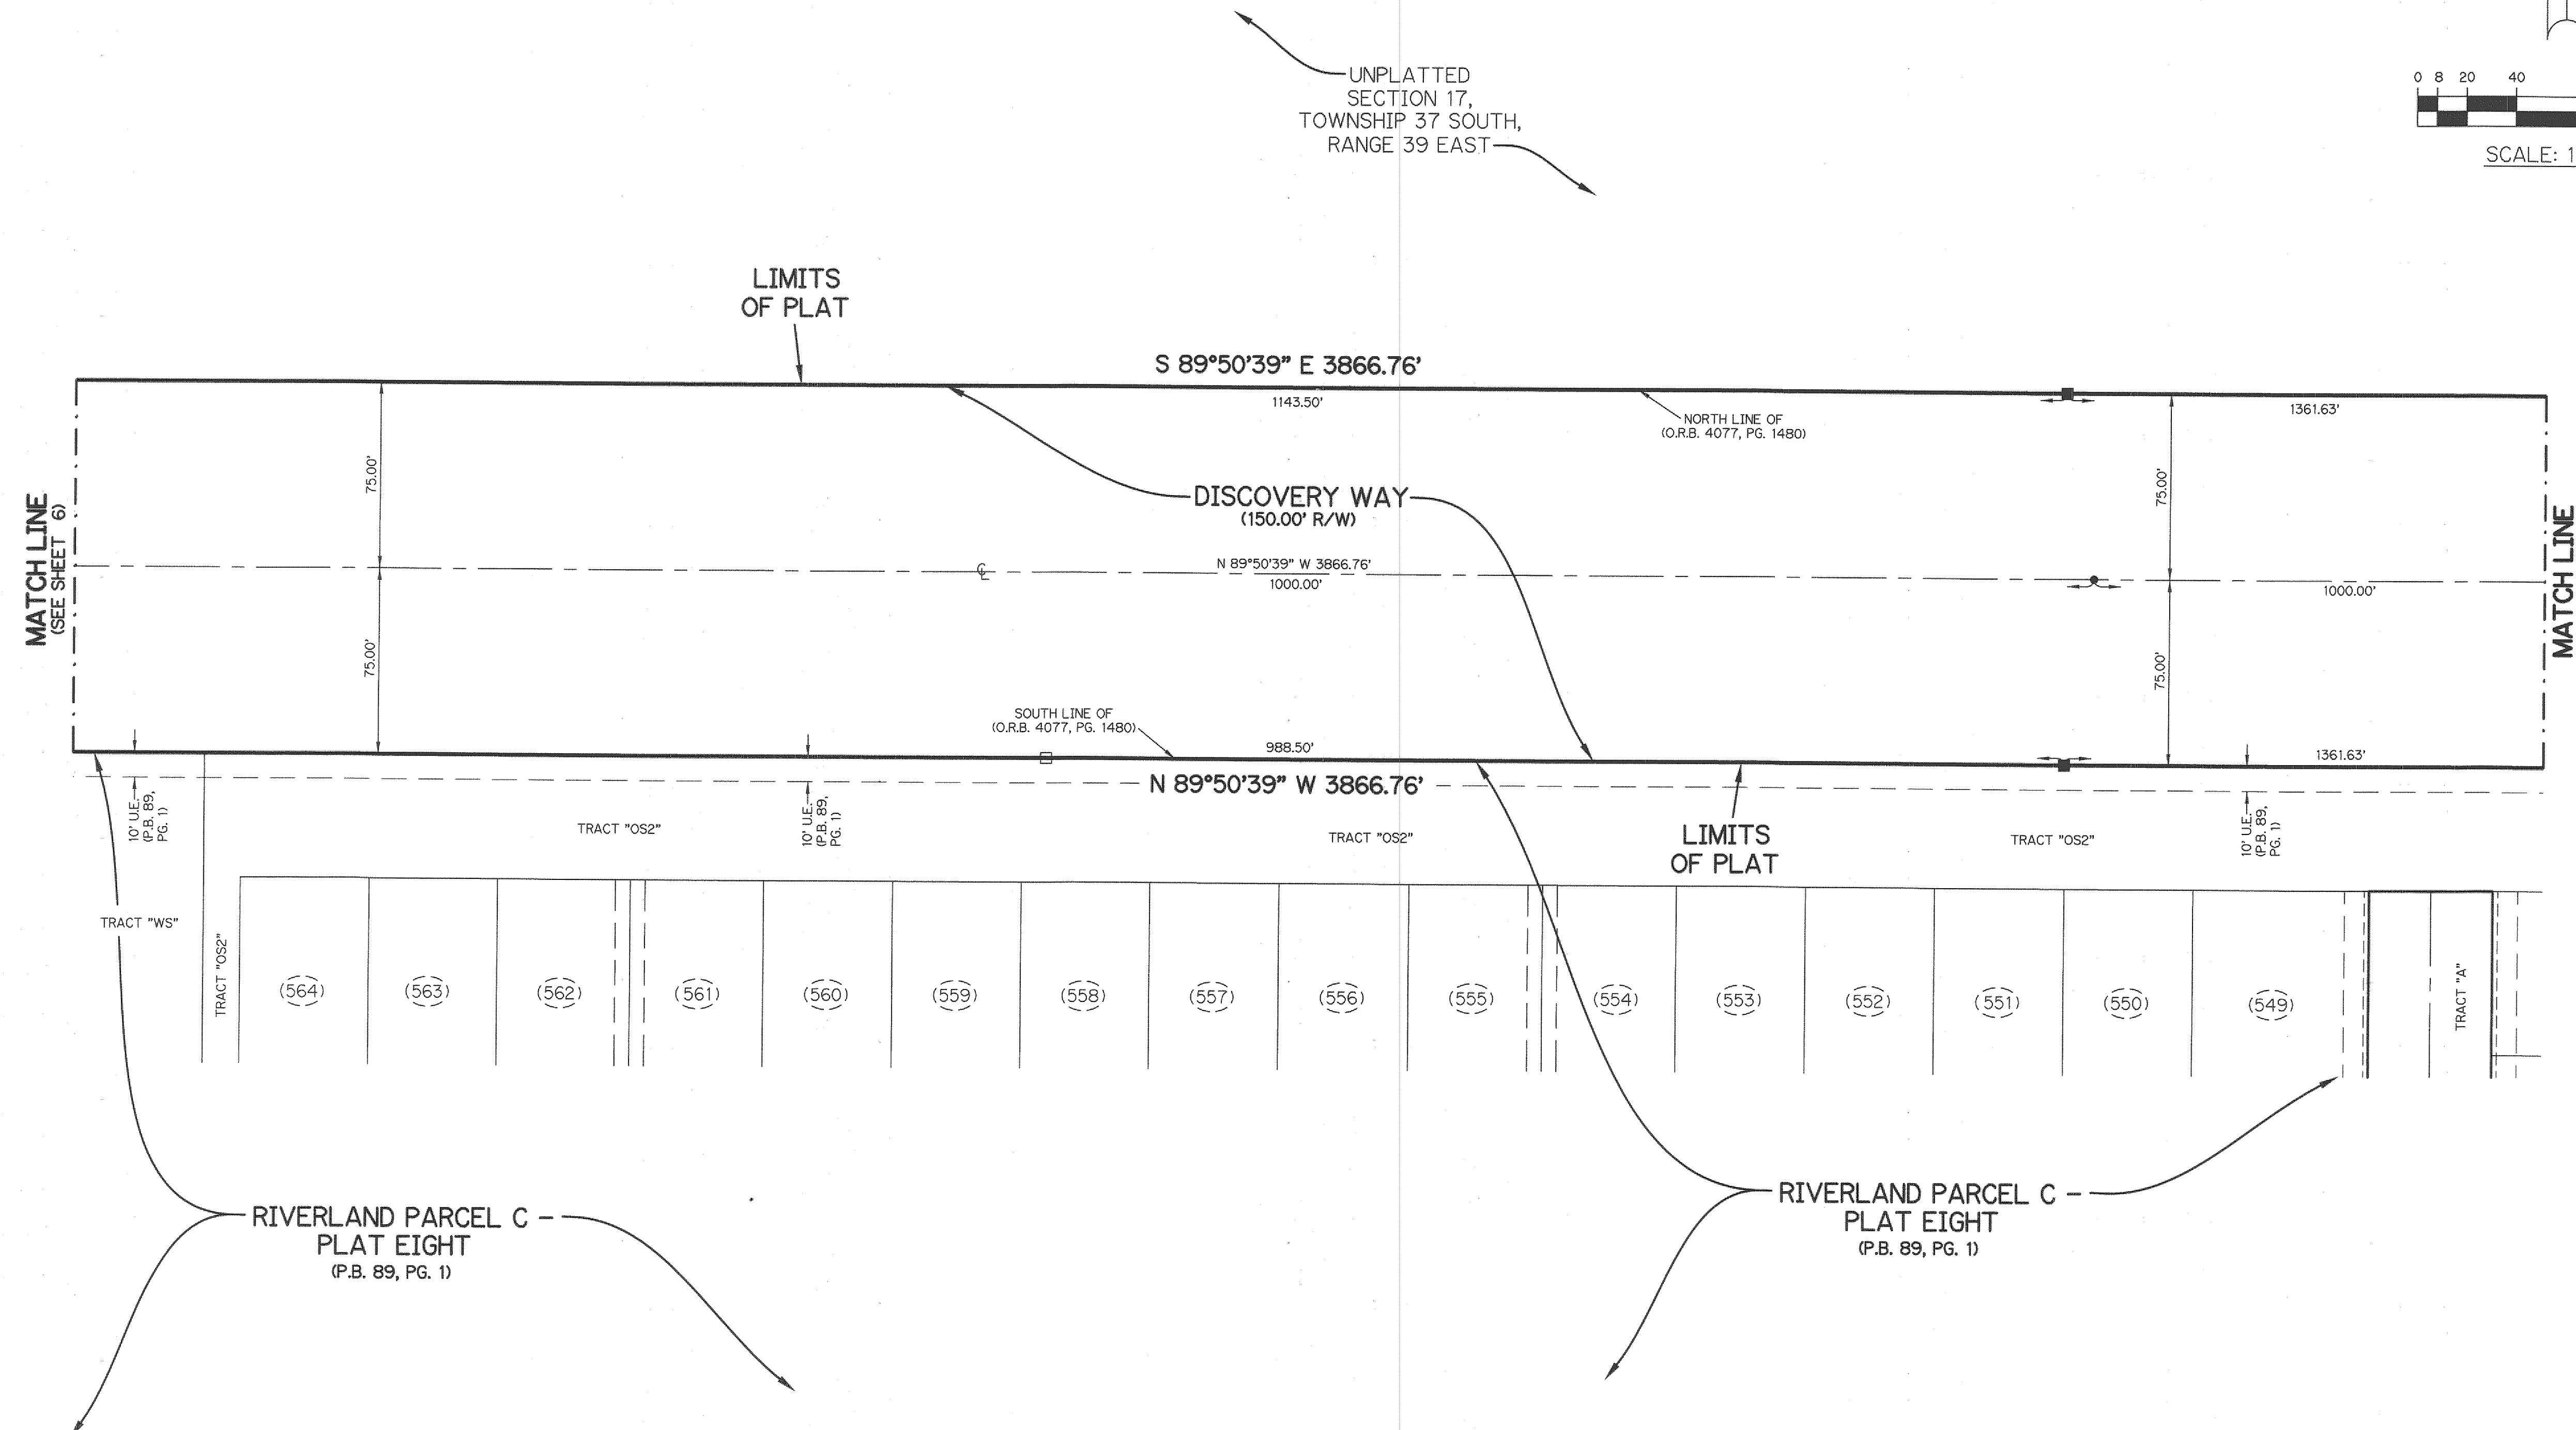 UNPLATTED
SECTION 17,
TOWNSHIP 37 SOUTH,
RANGE 39 EAST
0 8 20 40
SCALE: 1
LIMITS
OF PLAT
S 89°50'39" E 3866.76'
1143.50'
1361.63'
NORTH LINE OF
(O.R.B. 4077, PG. 1480)
75.00'
75.00'
MATCH LINE
(SEE SHEET 6)
DISCOVERY WAY
(150.00' R/W)
MATCH LINE
℄
N 89°50'39" W 3866.76'
1000.00'
1000.00'
75.00'
75.00'
SOUTH LINE OF
(O.R.B. 4077, PG. 1480)
988.50'
1361.63'
N 89°50'39" W 3866.76'
10' U.E.
(P.B. 89,
PG. 1)
10' U.E.
(P.B. 89,
PG. 1)
10' U.E.
(P.B. 89,
PG. 1)
TRACT "OS2"
TRACT "OS2"
TRACT "OS2"
LIMITS
OF PLAT
TRACT "WS"
TRACT "OS2"
(564) (563) (562) (561) (560) (559) (558) (557) (556) (555) (554) (553) (552) (551) (550) (549)
TRACT "A"
RIVERLAND PARCEL C -
PLAT EIGHT
(P.B. 89, PG. 1)
RIVERLAND PARCEL C -
PLAT EIGHT
(P.B. 89, PG. 1)